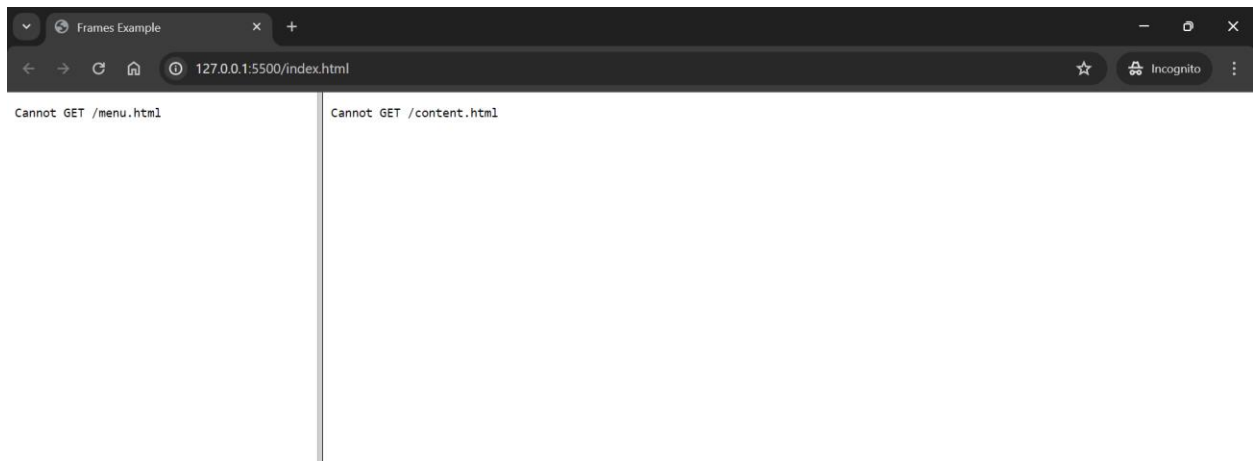 Frames Example
127.0.0.1:5500/index.html
Incognito
Cannot GET /menu.html
Cannot GET /content.html